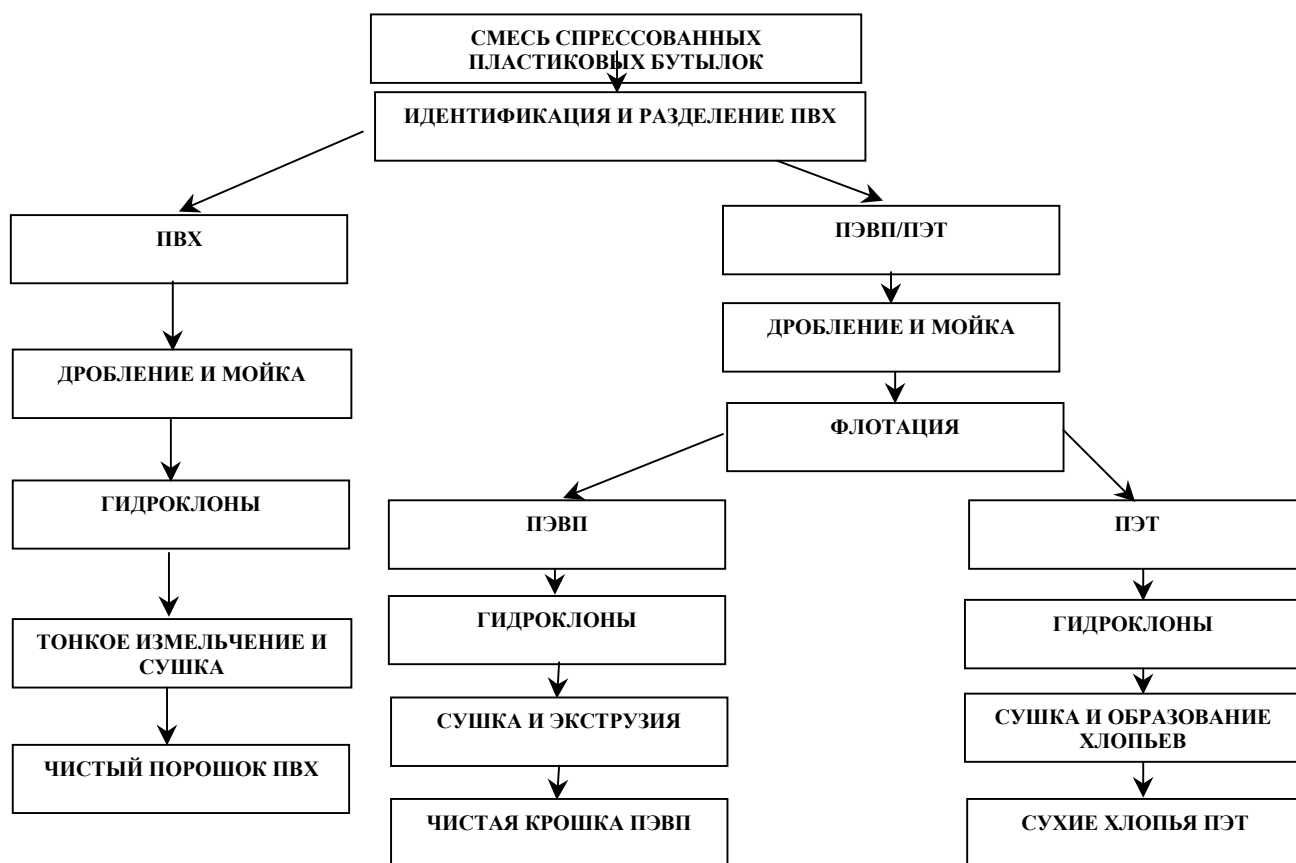 СМЕСЬ СПРЕССОВАННЫХ
ПЛАСТИКОВЫХ БУТЫЛОК
ИДЕНТИФИКАЦИЯ И РАЗДЕЛЕНИЕ ПВХ
ПВХ
ПЭВП/ПЭТ
ДРОБЛЕНИЕ И МОЙКА
ДРОБЛЕНИЕ И МОЙКА
ФЛОТАЦИЯ
ГИДРОКЛОНЫ
ПЭВП
ПЭТ
ГИДРОКЛОНЫ
ГИДРОКЛОНЫ
ТОНКОЕ ИЗМЕЛЬЧЕНИЕ И
СУШКА
СУШКА И ЭКСТРУЗИЯ
СУШКА И ОБРАЗОВАНИЕ
ХЛОПЬЕВ
ЧИСТЫЙ ПОРОШОК ПВХ
ЧИСТАЯ КРОШКА ПЭВП
СУХИЕ ХЛОПЬЯ ПЭТ